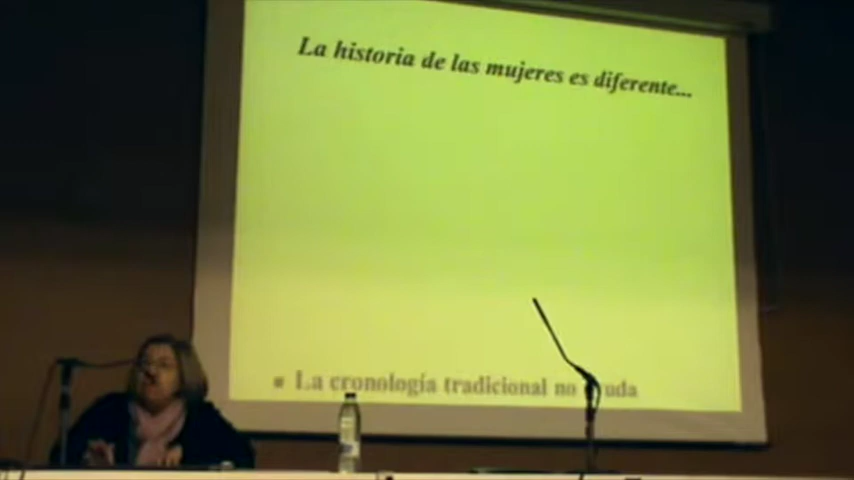 La historia de las mujeres es diferente...
La cronología tradicional no